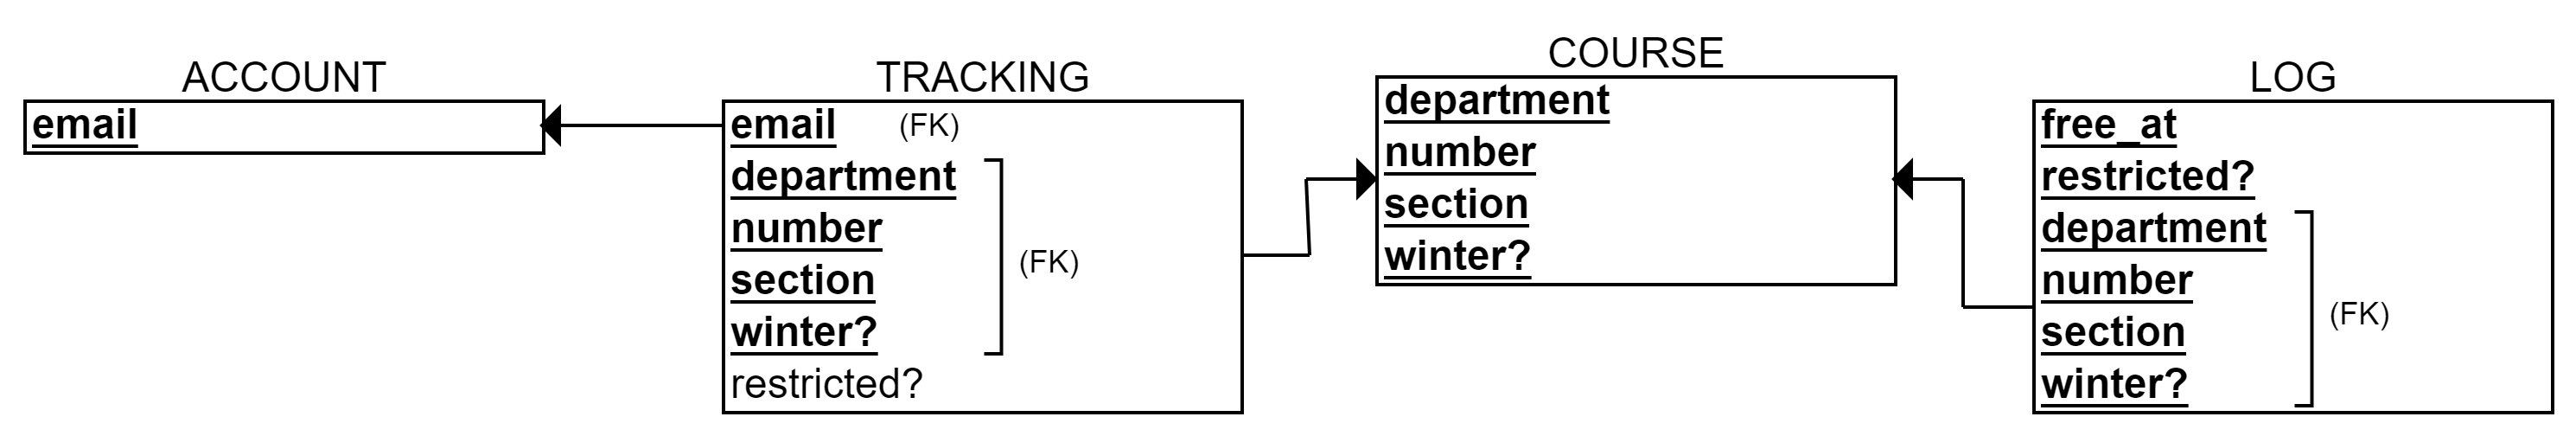 ACCOUNT
email
TRACKING
email (FK)
department
number
section
winter?
(FK)
restricted?
COURSE
department
number
section
winter?
LOG
free_at
restricted?
department
number
section
winter?
(FK)